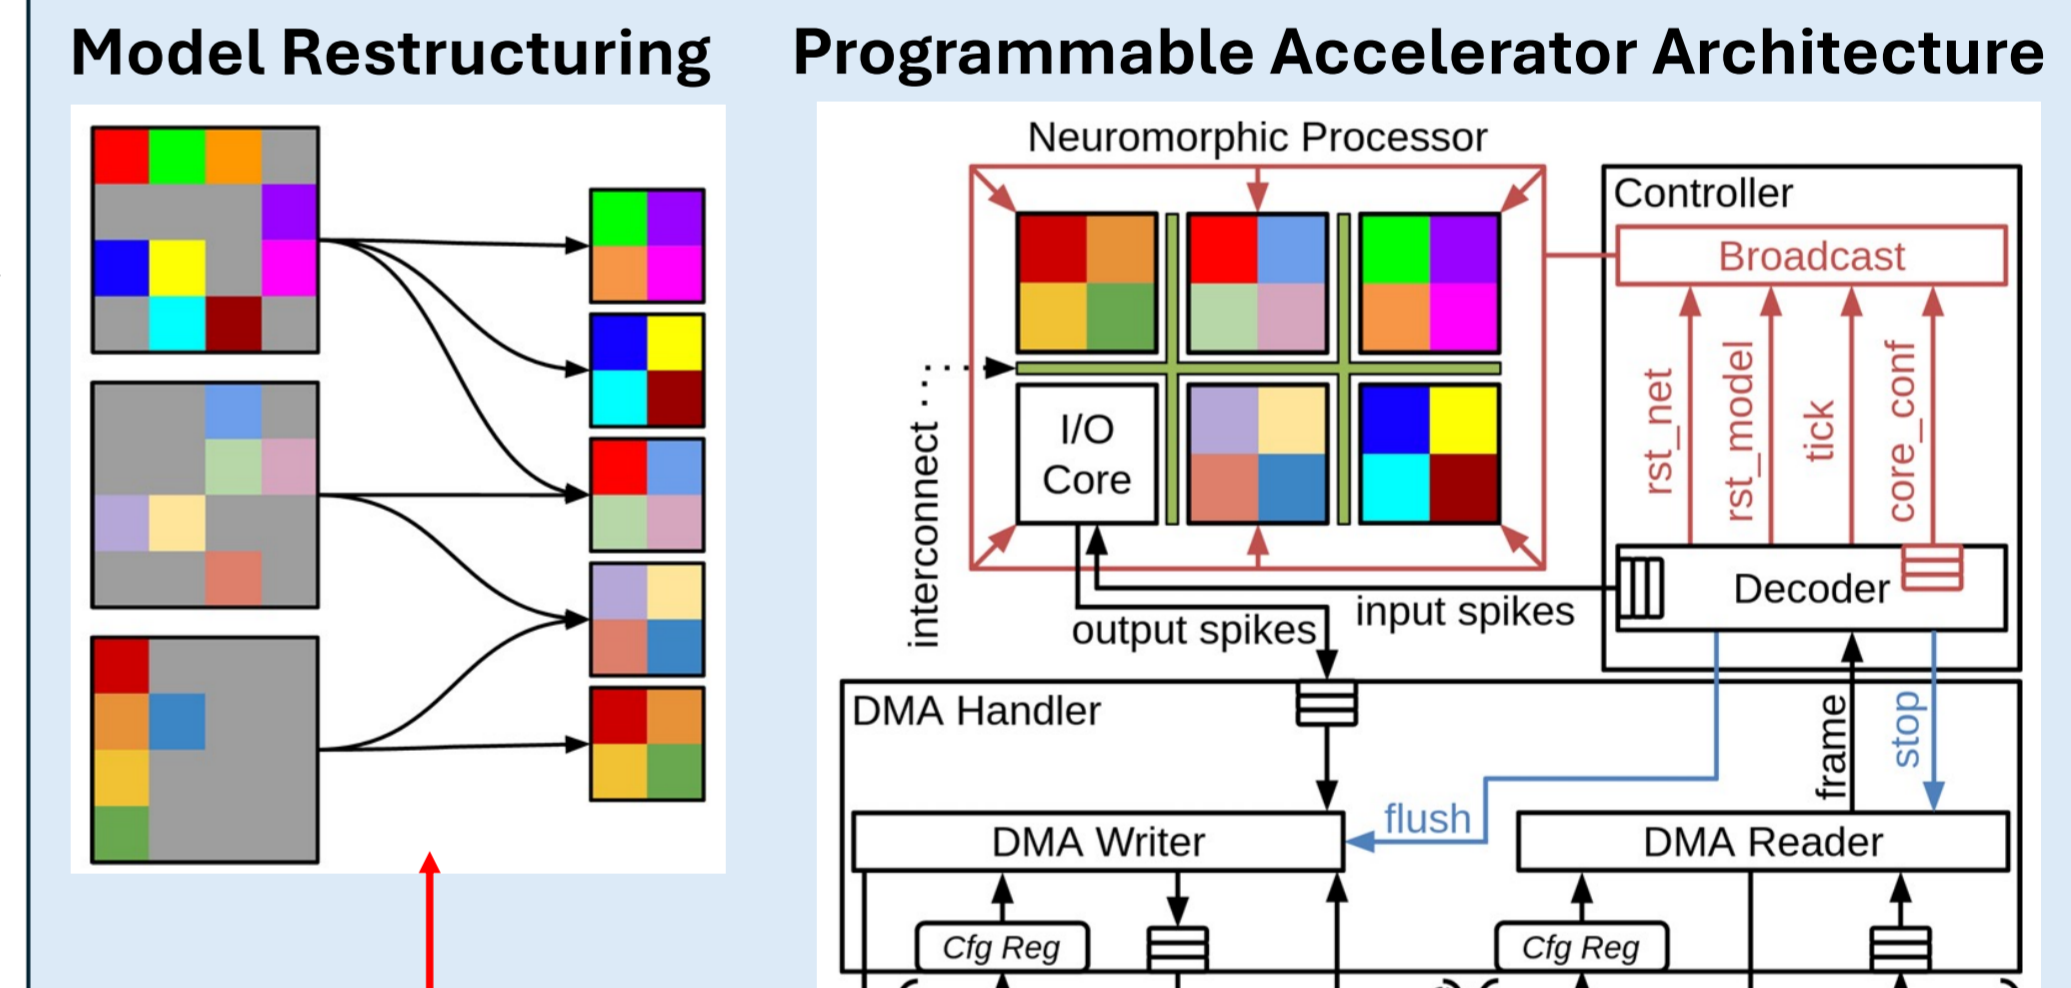 Model Restructuring
Programmable Accelerator Architecture
Neuromorphic Processor
Controller
Broadcast
rst_net
rst_model
tick
core_conf
I/O
Core
interconnect
Decoder
input spikes
output spikes
DMA Handler
frame
stop
flush
DMA Writer
DMA Reader
Cfg Reg
Cfg Reg